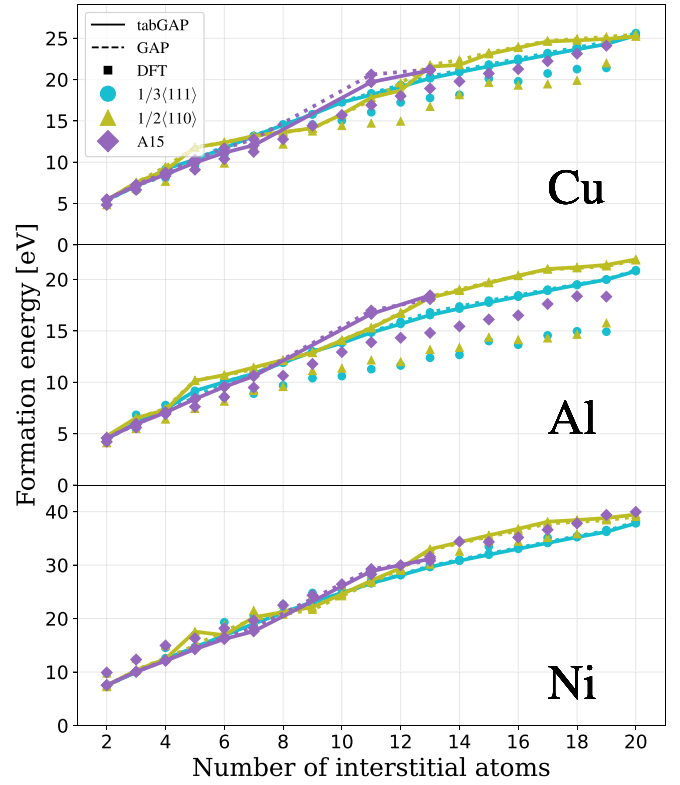 Formation energy [eV]
25
20
15
10
5
0
tabGAP
GAP
DFT
1/3⟨111⟩
1/2⟨110⟩
A15
Cu
20
15
10
5
0
Al
40
30
20
10
0
Ni
2 4 6 8 10 12 14 16 18 20
Number of interstitial atoms